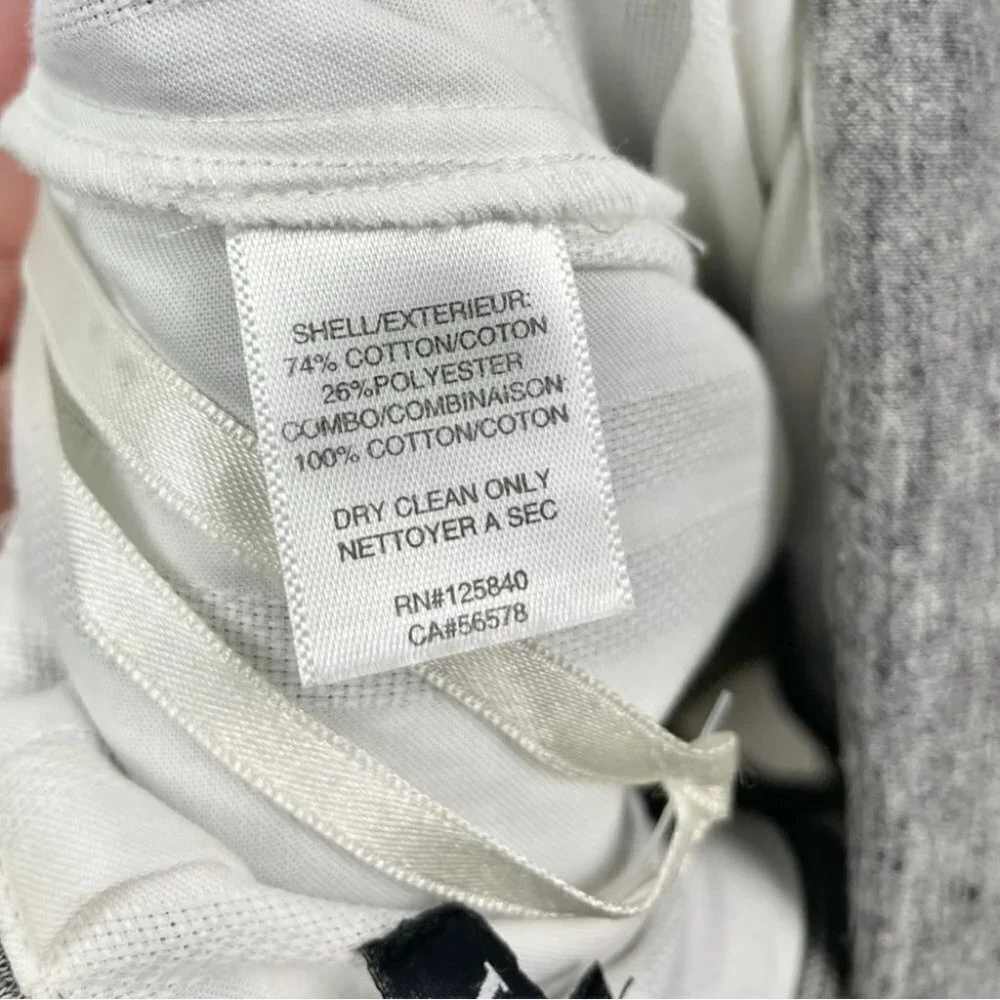 SHELL/EXTERIEUR:
74% COTTON/COTON
26%POLYESTER
COMBO/COMBINAISON
100% COTTON/COTON
DRY CLEAN ONLY
NETTOYER A SEC
RN#125840
CA#56578